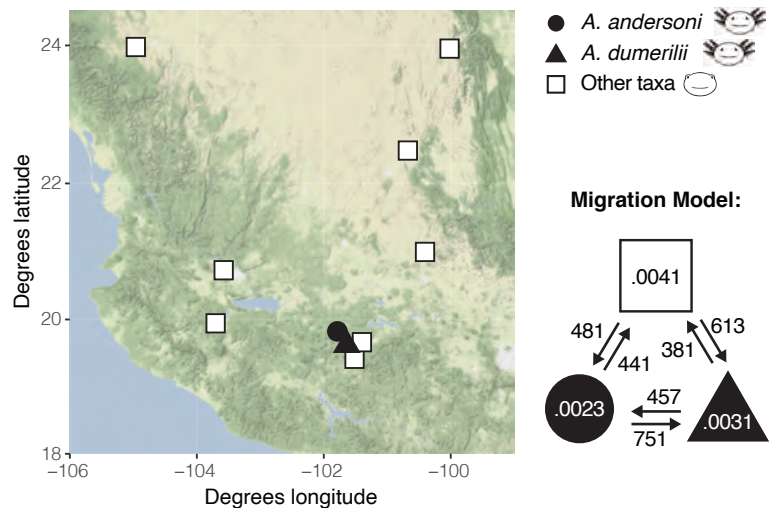 24
22
20
18
−106
−104
−102
−100
Degrees latitude
Degrees longitude
A. andersoni
A. dumerilii
Other taxa
Migration Model:
.0041
481
441
613
381
.0023
457
751
.0031